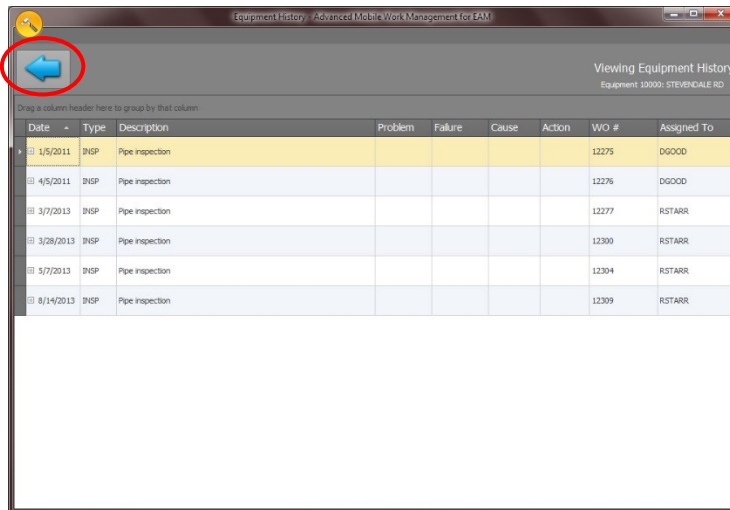 Equipment History - Advanced Mobile Work Management for EAM
Viewing Equipment History
Equipment 10000: STEVENDALE RD
Drag a column header here to group by that column
Date Type Description Problem Failure Cause Action WO # Assigned To
1/5/2011 INSP Pipe inspection 12275 DGOOD
4/5/2011 INSP Pipe inspection 12276 DGOOD
3/7/2013 INSP Pipe inspection 12277 RSTARR
3/28/2013 INSP Pipe inspection 12300 RSTARR
5/7/2013 INSP Pipe inspection 12304 RSTARR
8/14/2013 INSP Pipe inspection 12309 RSTARR